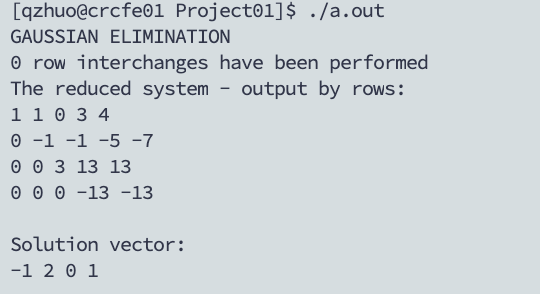 [qzhuo@crcfe01 Project01]$ ./a.out
GAUSSIAN ELIMINATION
0 row interchanges have been performed
The reduced system - output by rows:
1 1 0 3 4
0 -1 -1 -5 -7
0 0 3 13 13
0 0 0 -13 -13
Solution vector:
-1 2 0 1